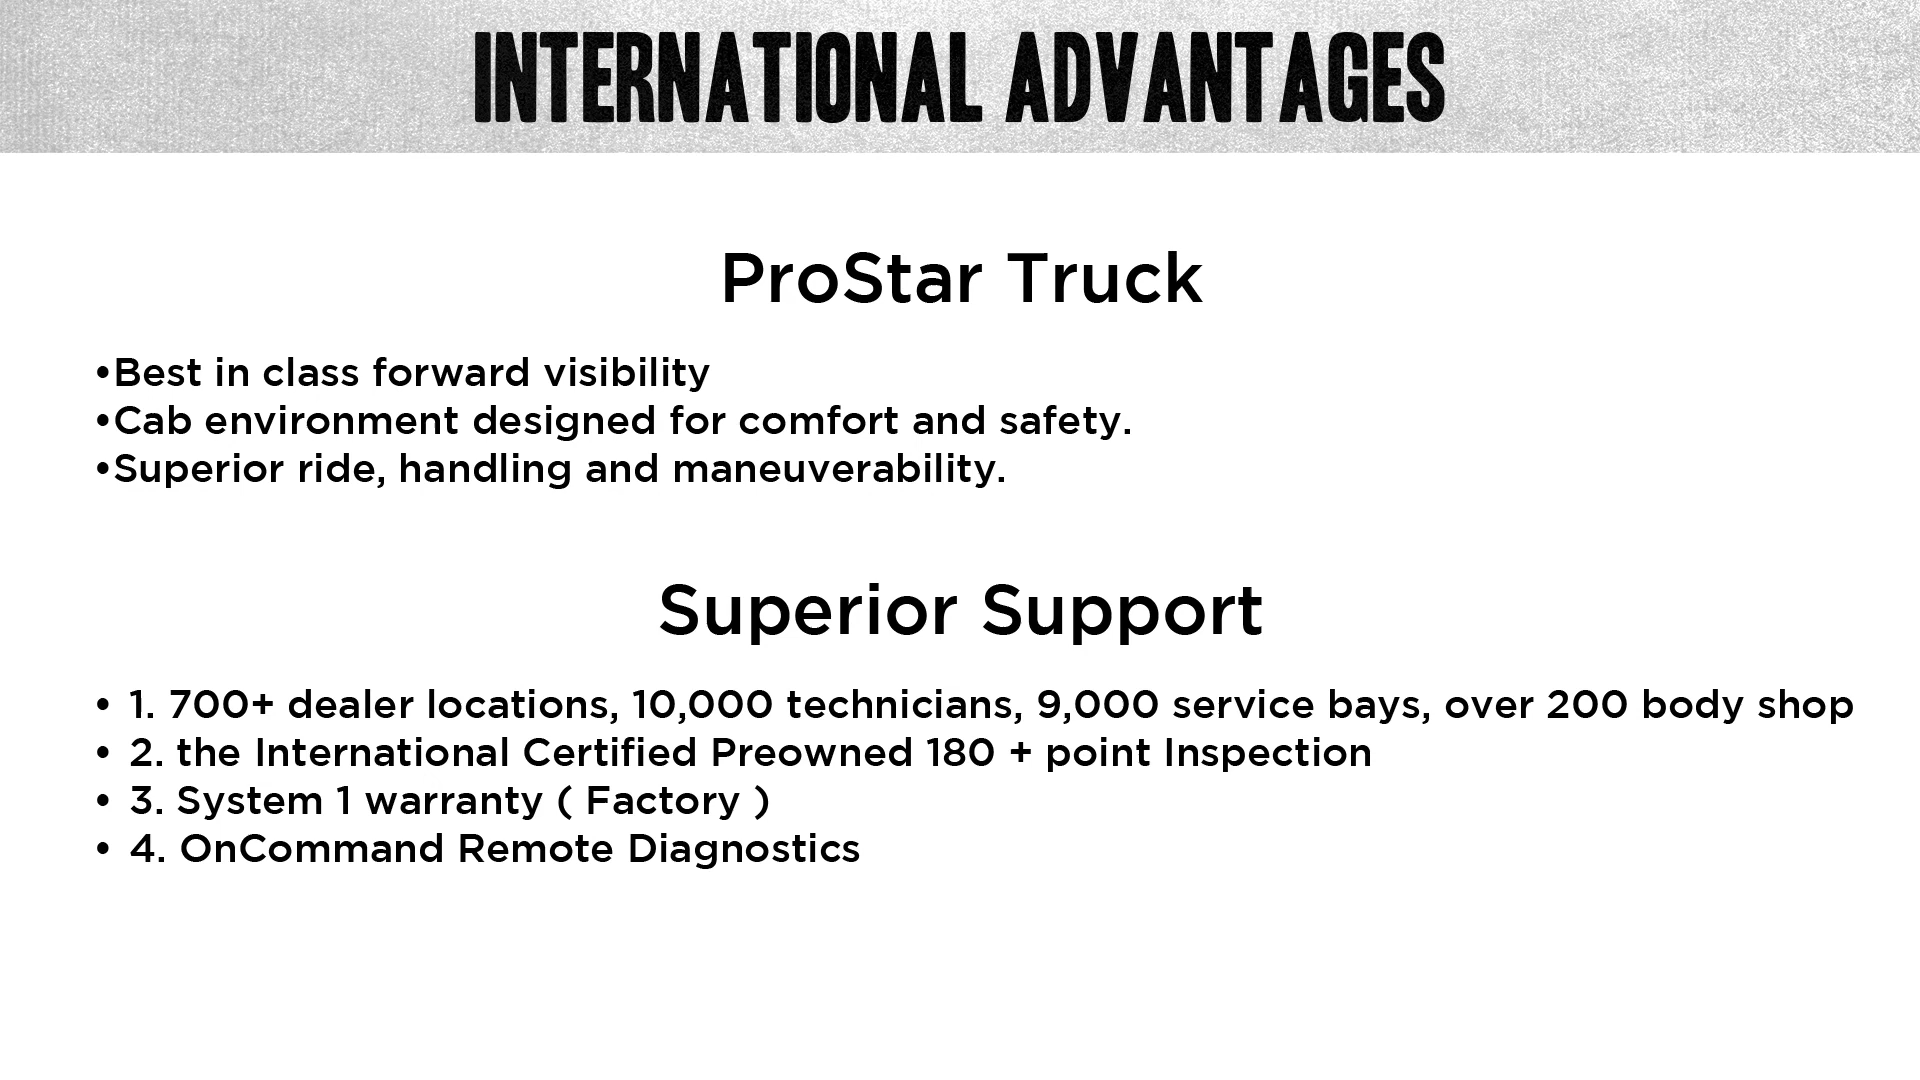 INTERNATIONAL ADVANTAGES
ProStar Truck
•Best in class forward visibility
•Cab environment designed for comfort and safety.
•Superior ride, handling and maneuverability.
Superior Support
• 1. 700+ dealer locations, 10,000 technicians, 9,000 service bays, over 200 body shop
• 2. the International Certified Preowned 180 + point Inspection
• 3. System 1 warranty ( Factory )
• 4. OnCommand Remote Diagnostics